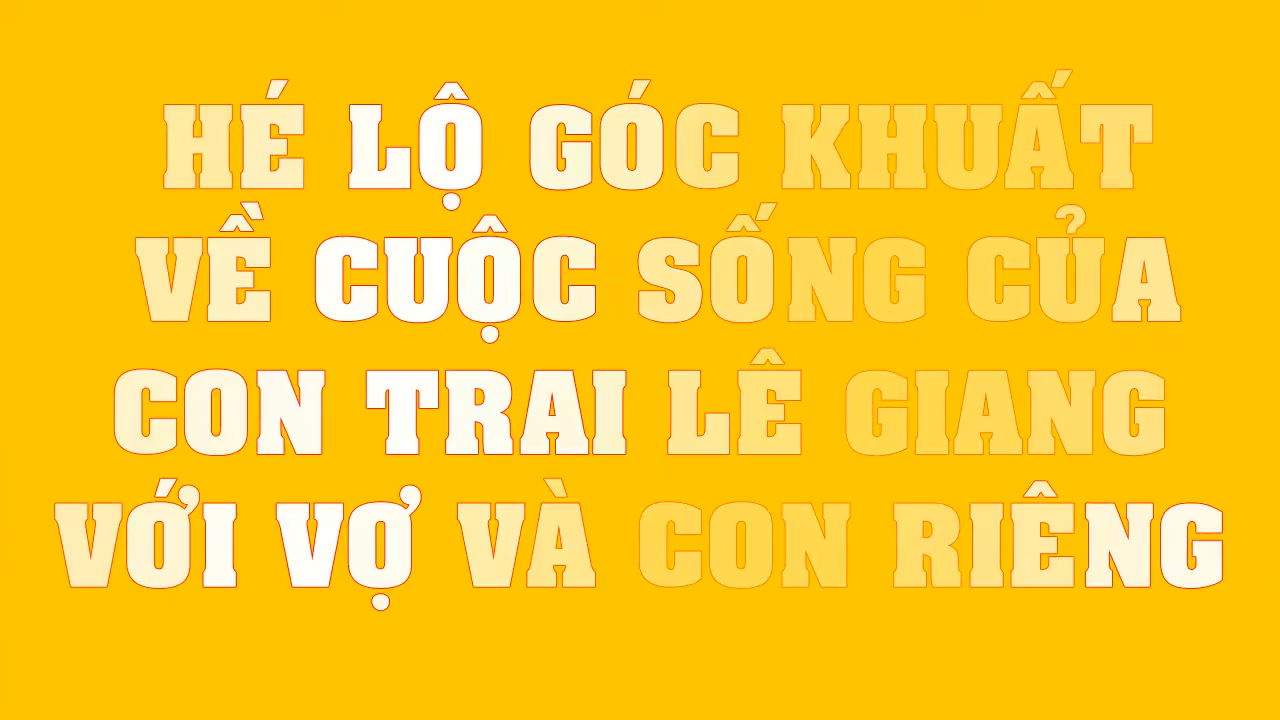 HÉ LỘ GÓC KHUẤT
VỀ CUỘC SỐNG CỦA
CON TRAI LÊ GIANG
VỚI VỢ VÀ CON RIÊNG